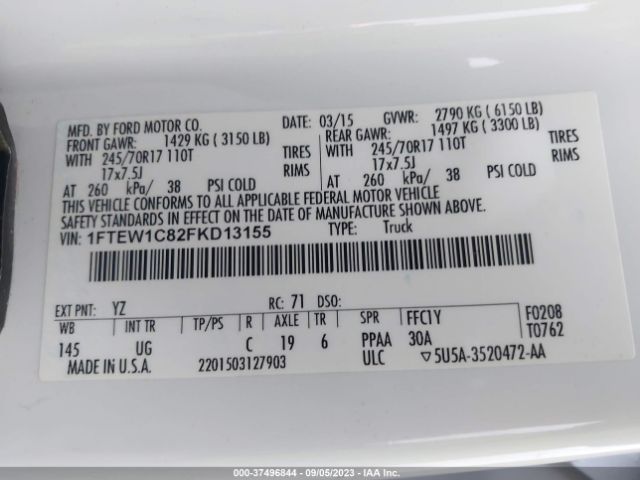 MFD. BY FORD MOTOR CO. DATE: 03/15 GVWR: 2790 KG ( 6150 LB)
FRONT GAWR: 1429 KG ( 3150 LB) REAR GAWR: 1497 KG ( 3300 LB)
WITH 245/70R17 110T TIRES WITH 245/70R17 110T TIRES
17x7.5J RIMS 17x7.5J RIMS
AT 260 kPa/ 38 PSI COLD AT 260 kPa/ 38 PSI COLD
THIS VEHICLE CONFORMS TO ALL APPLICABLE FEDERAL MOTOR VEHICLE
SAFETY STANDARDS IN EFFECT ON THE DATE OF MANUFACTURE SHOWN ABOVE.
VIN: 1FTEW1C82FKD13155 TYPE: Truck
EXT PNT: YZ RC: 71 DSO:
WB INT TR TP/PS R AXLE TR SPR FFC1Y F0208
145 UG C 19 6 PPAA 30A T0762
MADE IN U.S.A. 2201503127903 ULC ▽5U5A-3520472-AA
000-37496844 - 09/05/2023 - IAA Inc.